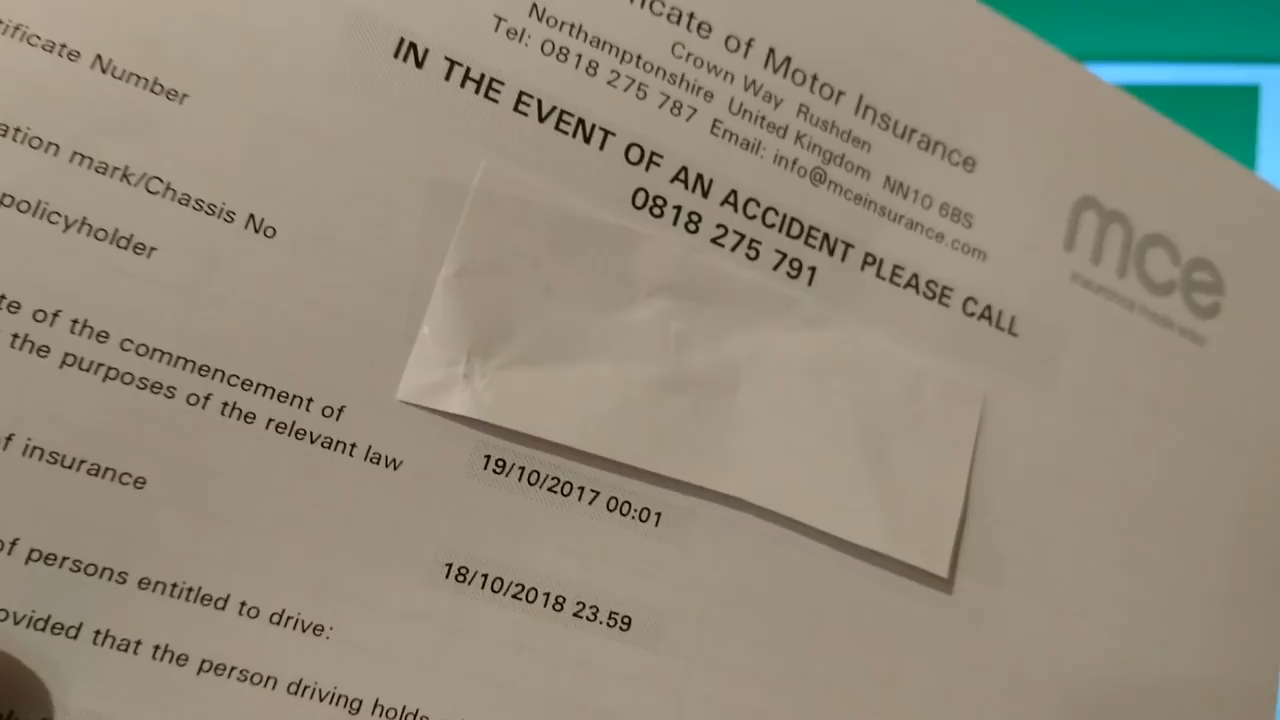 icate of Motor Insurance
Crown Way Rushden
Northamptonshire United Kingdom NN10 6BS
Tel: 0818 275 787 Email: info@mceinsurance.com
IN THE EVENT OF AN ACCIDENT PLEASE CALL
0818 275 791
mce
tificate Number
ation mark/Chassis No
policyholder
te of the commencement of
the purposes of the relevant law
19/10/2017 00:01
f insurance
18/10/2018 23.59
of persons entitled to drive:
ovided that the person driving holds